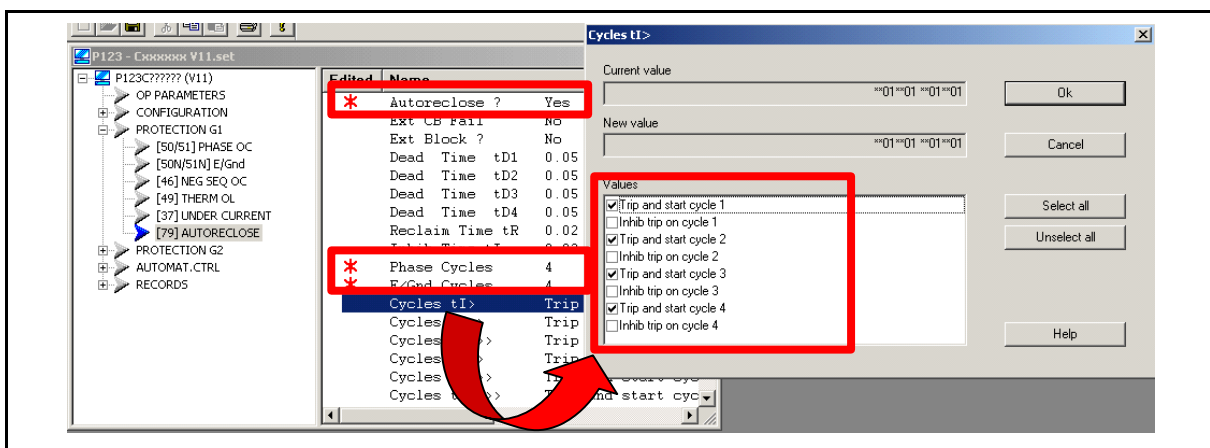 P123 - Cxxxxxx V11.set
P123C?????? (V11)
OP PARAMETERS
CONFIGURATION
PROTECTION G1
[50/51] PHASE OC
[50N/51N] E/Gnd
[46] NEG SEQ OC
[49] THERM OL
[37] UNDER CURRENT
[79] AUTORECLOSE
PROTECTION G2
AUTOMAT.CTRL
RECORDS
Edited Name
* Autoreclose ? Yes
Ext CB Fail No
Ext Block ? No
Dead Time tD1 0.05
Dead Time tD2 0.05
Dead Time tD3 0.05
Dead Time tD4 0.05
Reclaim Time tR 0.02
* Phase Cycles 4
* E/Gnd Cycles 4
Cycles tI> Trip
Cycles Trip
Cycles > Trip
Cycles Trip
Cycles >
Cycles > and start cyc
Cycles tI>
Current value
**01**01 **01**01
New value
**01**01 **01**01
Values
Trip and start cycle 1
Inhib trip on cycle 1
Trip and start cycle 2
Inhib trip on cycle 2
Trip and start cycle 3
Inhib trip on cycle 3
Trip and start cycle 4
Inhib trip on cycle 4
Ok
Cancel
Select all
Unselect all
Help